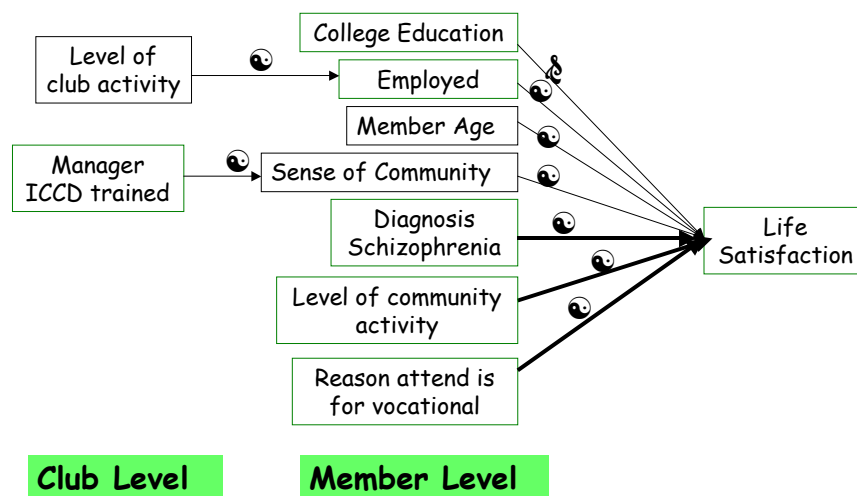 College Education
Level of
club activity
Employed
Member Age
Manager
ICCD trained
Sense of Community
Diagnosis
Schizophrenia
Life
Satisfaction
Level of community
activity
Reason attend is
for vocational
Club Level
Member Level